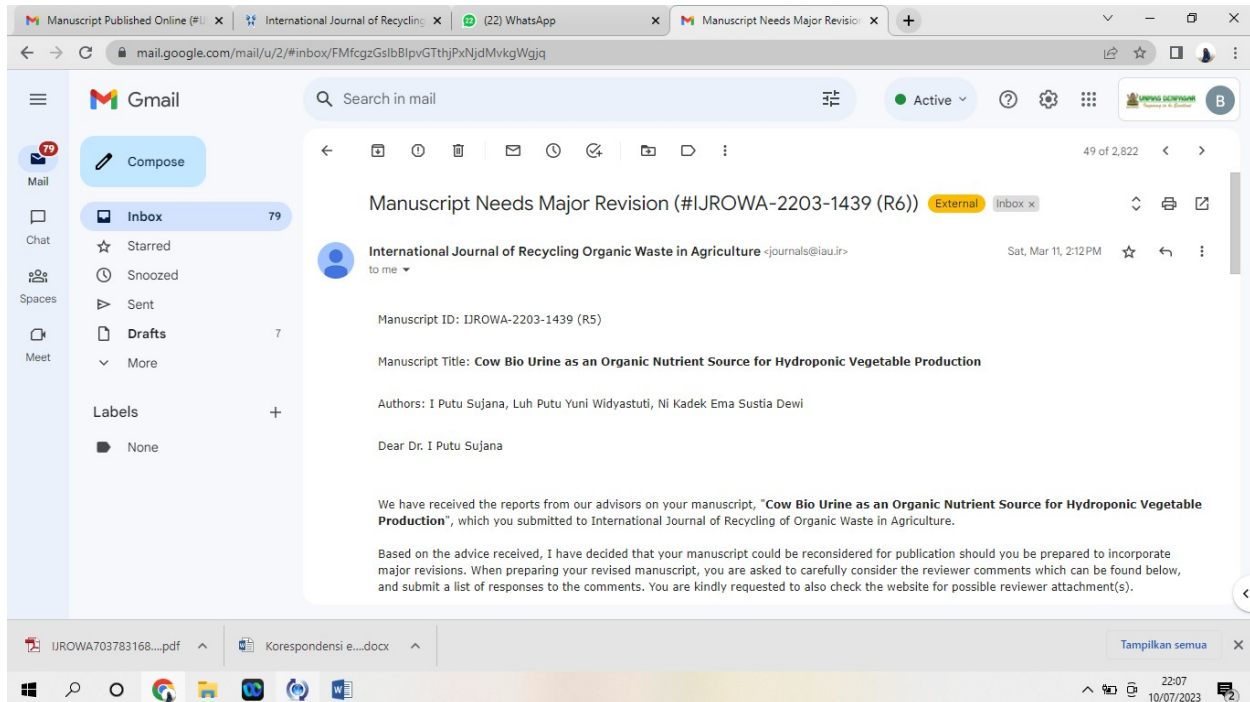 Manuscript Published Online (#IJ
International Journal of Recycling
(22) WhatsApp
Manuscript Needs Major Revision
mail.google.com/mail/u/2/#inbox/FMfcgzGslbBlpvGTthjPxNjdMvkgWgjq
Gmail
Search in mail
Active
UNMAS DENPASAR
B
79
Mail
Chat
Spaces
Meet
Compose
Inbox 79
Starred
Snoozed
Sent
Drafts 7
More
Labels +
None
49 of 2,822
Manuscript Needs Major Revision (#IJROWA-2203-1439 (R6)) External Inbox x
International Journal of Recycling Organic Waste in Agriculture <journals@iau.ir> Sat, Mar 11, 2:12 PM
to me
Manuscript ID: IJROWA-2203-1439 (R5)
Manuscript Title: Cow Bio Urine as an Organic Nutrient Source for Hydroponic Vegetable Production
Authors: I Putu Sujana, Luh Putu Yuni Widyastuti, Ni Kadek Ema Sustia Dewi
Dear Dr. I Putu Sujana
We have received the reports from our advisors on your manuscript, "Cow Bio Urine as an Organic Nutrient Source for Hydroponic Vegetable
Production", which you submitted to International Journal of Recycling of Organic Waste in Agriculture.
Based on the advice received, I have decided that your manuscript could be reconsidered for publication should you be prepared to incorporate
major revisions. When preparing your revised manuscript, you are asked to carefully consider the reviewer comments which can be found below,
and submit a list of responses to the comments. You are kindly requested to also check the website for possible reviewer attachment(s).
IJROWA703783168....pdf
Korespondensi e....docx
Tampilkan semua
22:07
10/07/2023
2